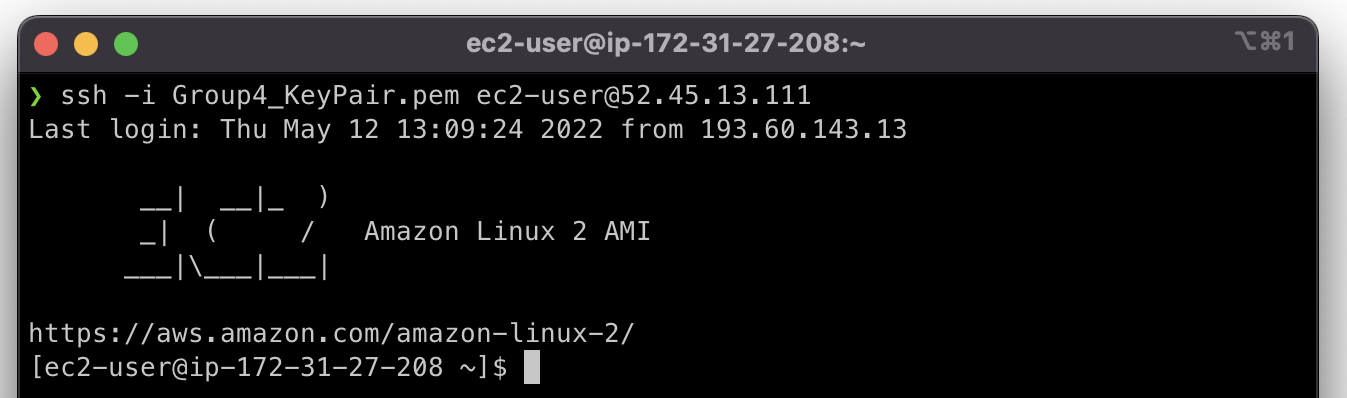 ec2-user@ip-172-31-27-208:~
⌥⌘1
❯ ssh -i Group4_KeyPair.pem ec2-user@52.45.13.111
Last login: Thu May 12 13:09:24 2022 from 193.60.143.13

       __|  __|_  )
       _|  (     /   Amazon Linux 2 AMI
      ___|\___|___|

https://aws.amazon.com/amazon-linux-2/
[ec2-user@ip-172-31-27-208 ~]$